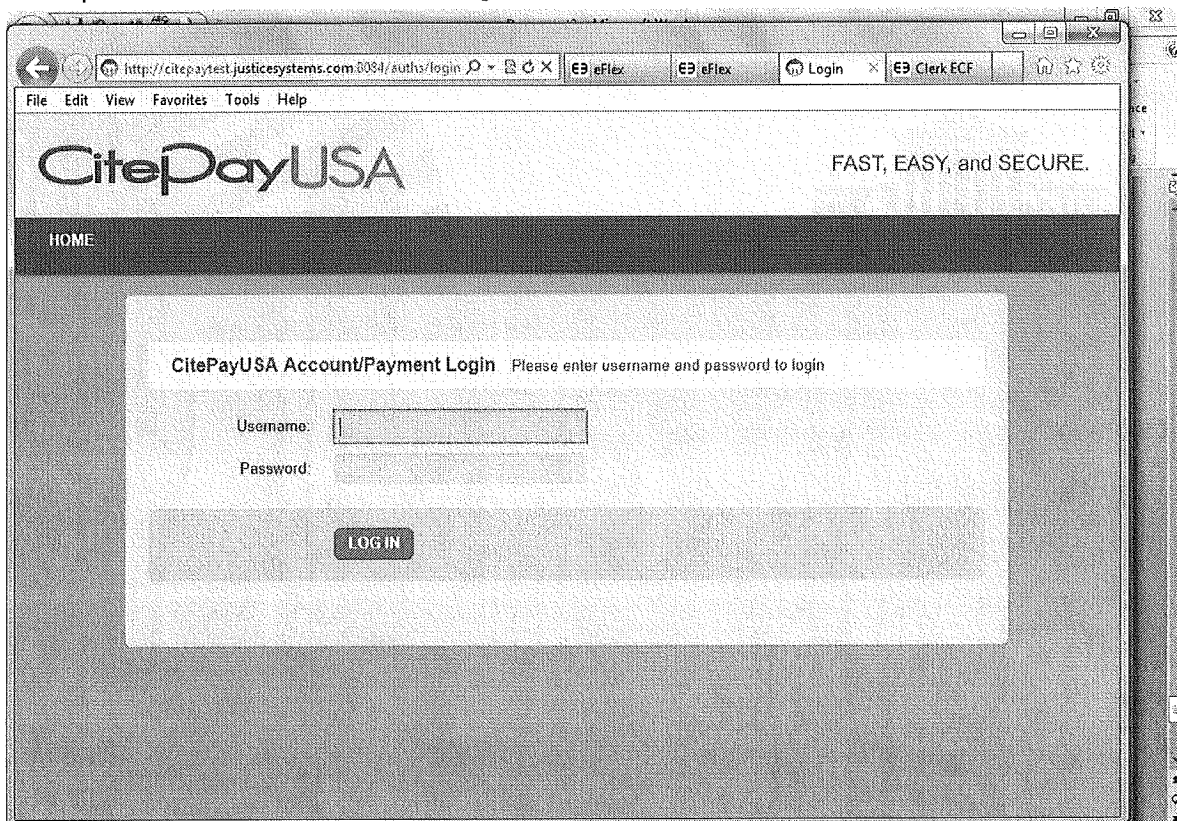 http://citepaytest.justicesystems.com:8084/auths/login
eFlex
eFlex
Login
Clerk ECF
File Edit View Favorites Tools Help
CitePayUSA
FAST, EASY, and SECURE.
HOME
CitePayUSA Account/Payment Login Please enter username and password to login
Username:
Password:
LOG IN